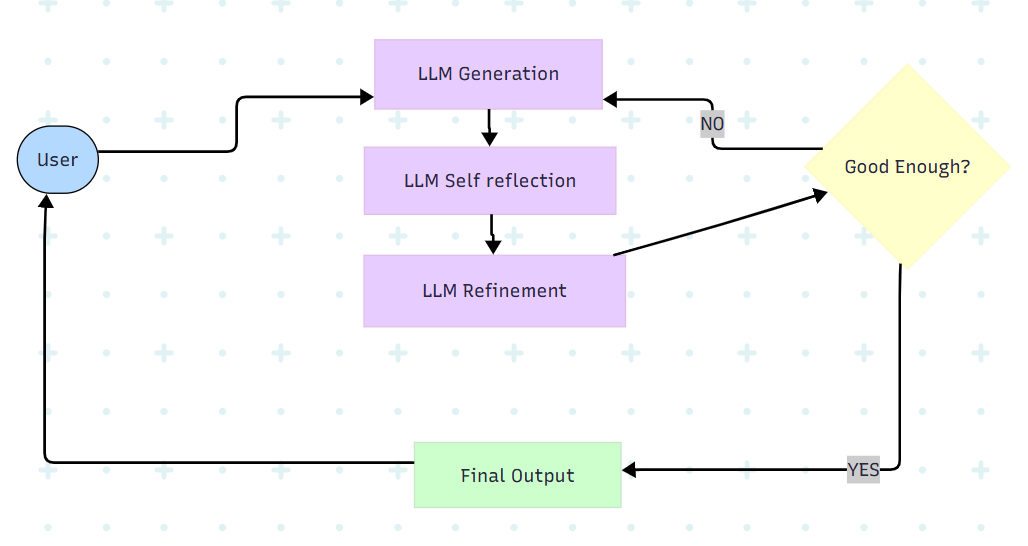 LLM Generation
NO
User
Good Enough?
LLM Self reflection
LLM Refinement
Final Output
YES